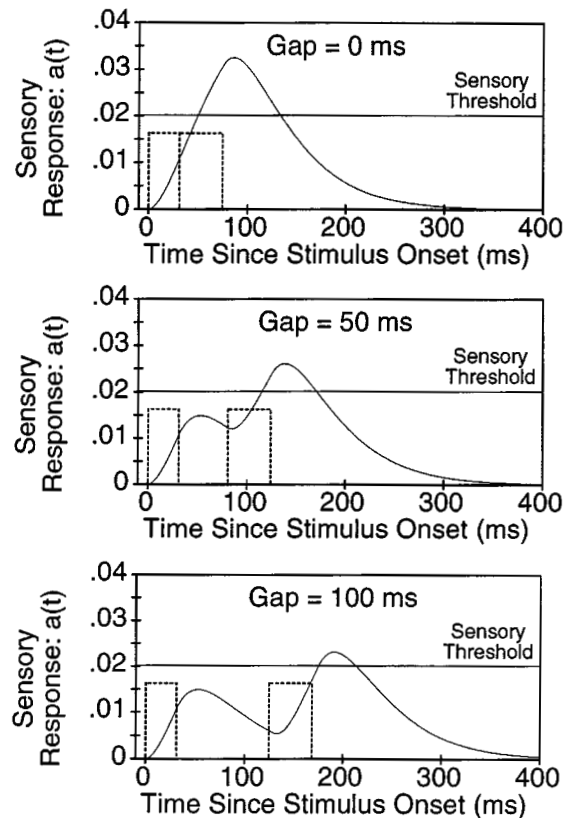 .04
Gap = 0 ms
.03
Sensory
Threshold
.02
.01
0
Sensory
Response: a(t)
0 100 200 300 400
Time Since Stimulus Onset (ms)
.04
Gap = 50 ms
.03
Sensory
Threshold
.02
.01
0
Sensory
Response: a(t)
0 100 200 300 400
Time Since Stimulus Onset (ms)
.04
Gap = 100 ms
.03
Sensory
Threshold
.02
.01
0
Sensory
Response: a(t)
0 100 200 300 400
Time Since Stimulus Onset (ms)